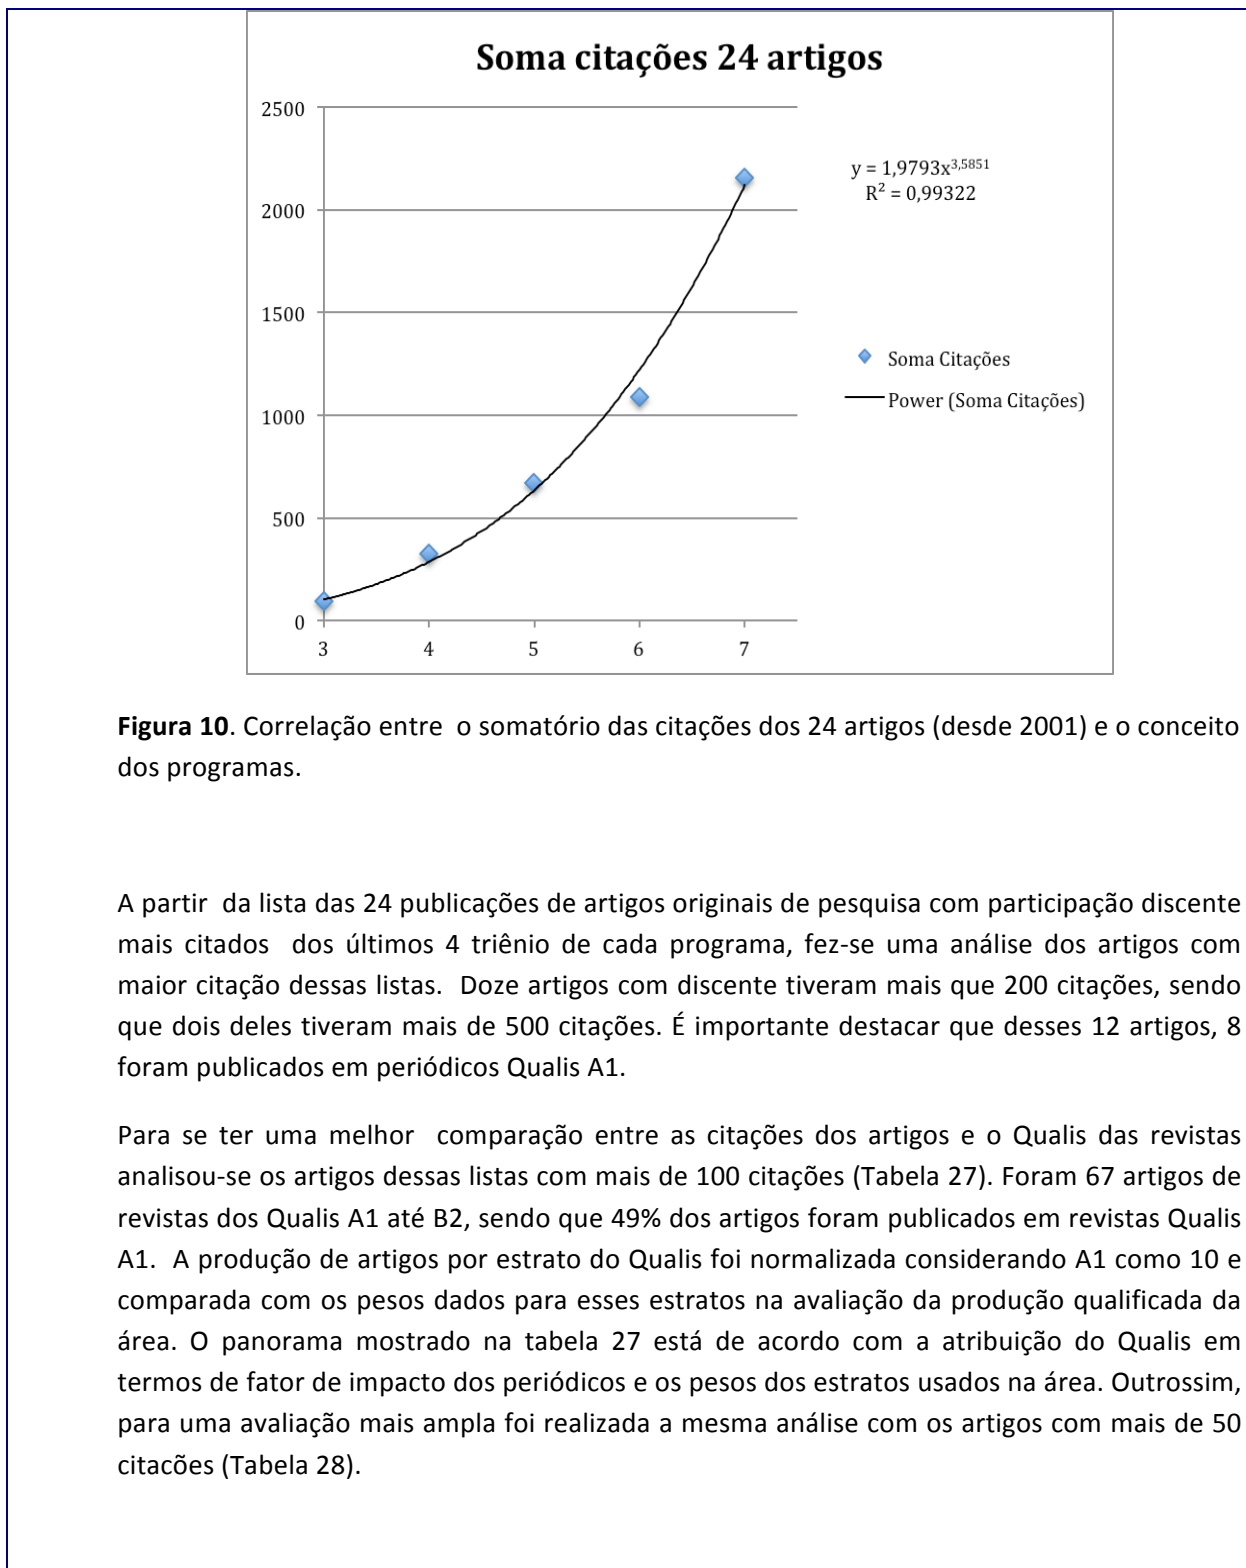 Soma citações 24 artigos
2500
2000
1500
1000
500
0
3 4 5 6 7
y = 1,9793x^3,5851
R² = 0,99322
Soma Citações
Power (Soma Citações)
Figura 10. Correlação entre o somatório das citações dos 24 artigos (desde 2001) e o conceito
dos programas.
A partir da lista das 24 publicações de artigos originais de pesquisa com participação discente
mais citados dos últimos 4 triênio de cada programa, fez-se uma análise dos artigos com
maior citação dessas listas. Doze artigos com discente tiveram mais que 200 citações, sendo
que dois deles tiveram mais de 500 citações. É importante destacar que desses 12 artigos, 8
foram publicados em periódicos Qualis A1.
Para se ter uma melhor comparação entre as citações dos artigos e o Qualis das revistas
analisou-se os artigos dessas listas com mais de 100 citações (Tabela 27). Foram 67 artigos de
revistas dos Qualis A1 até B2, sendo que 49% dos artigos foram publicados em revistas Qualis
A1. A produção de artigos por estrato do Qualis foi normalizada considerando A1 como 10 e
comparada com os pesos dados para esses estratos na avaliação da produção qualificada da
área. O panorama mostrado na tabela 27 está de acordo com a atribuição do Qualis em
termos de fator de impacto dos periódicos e os pesos dos estratos usados na área. Outrossim,
para uma avaliação mais ampla foi realizada a mesma análise com os artigos com mais de 50
citacões (Tabela 28).